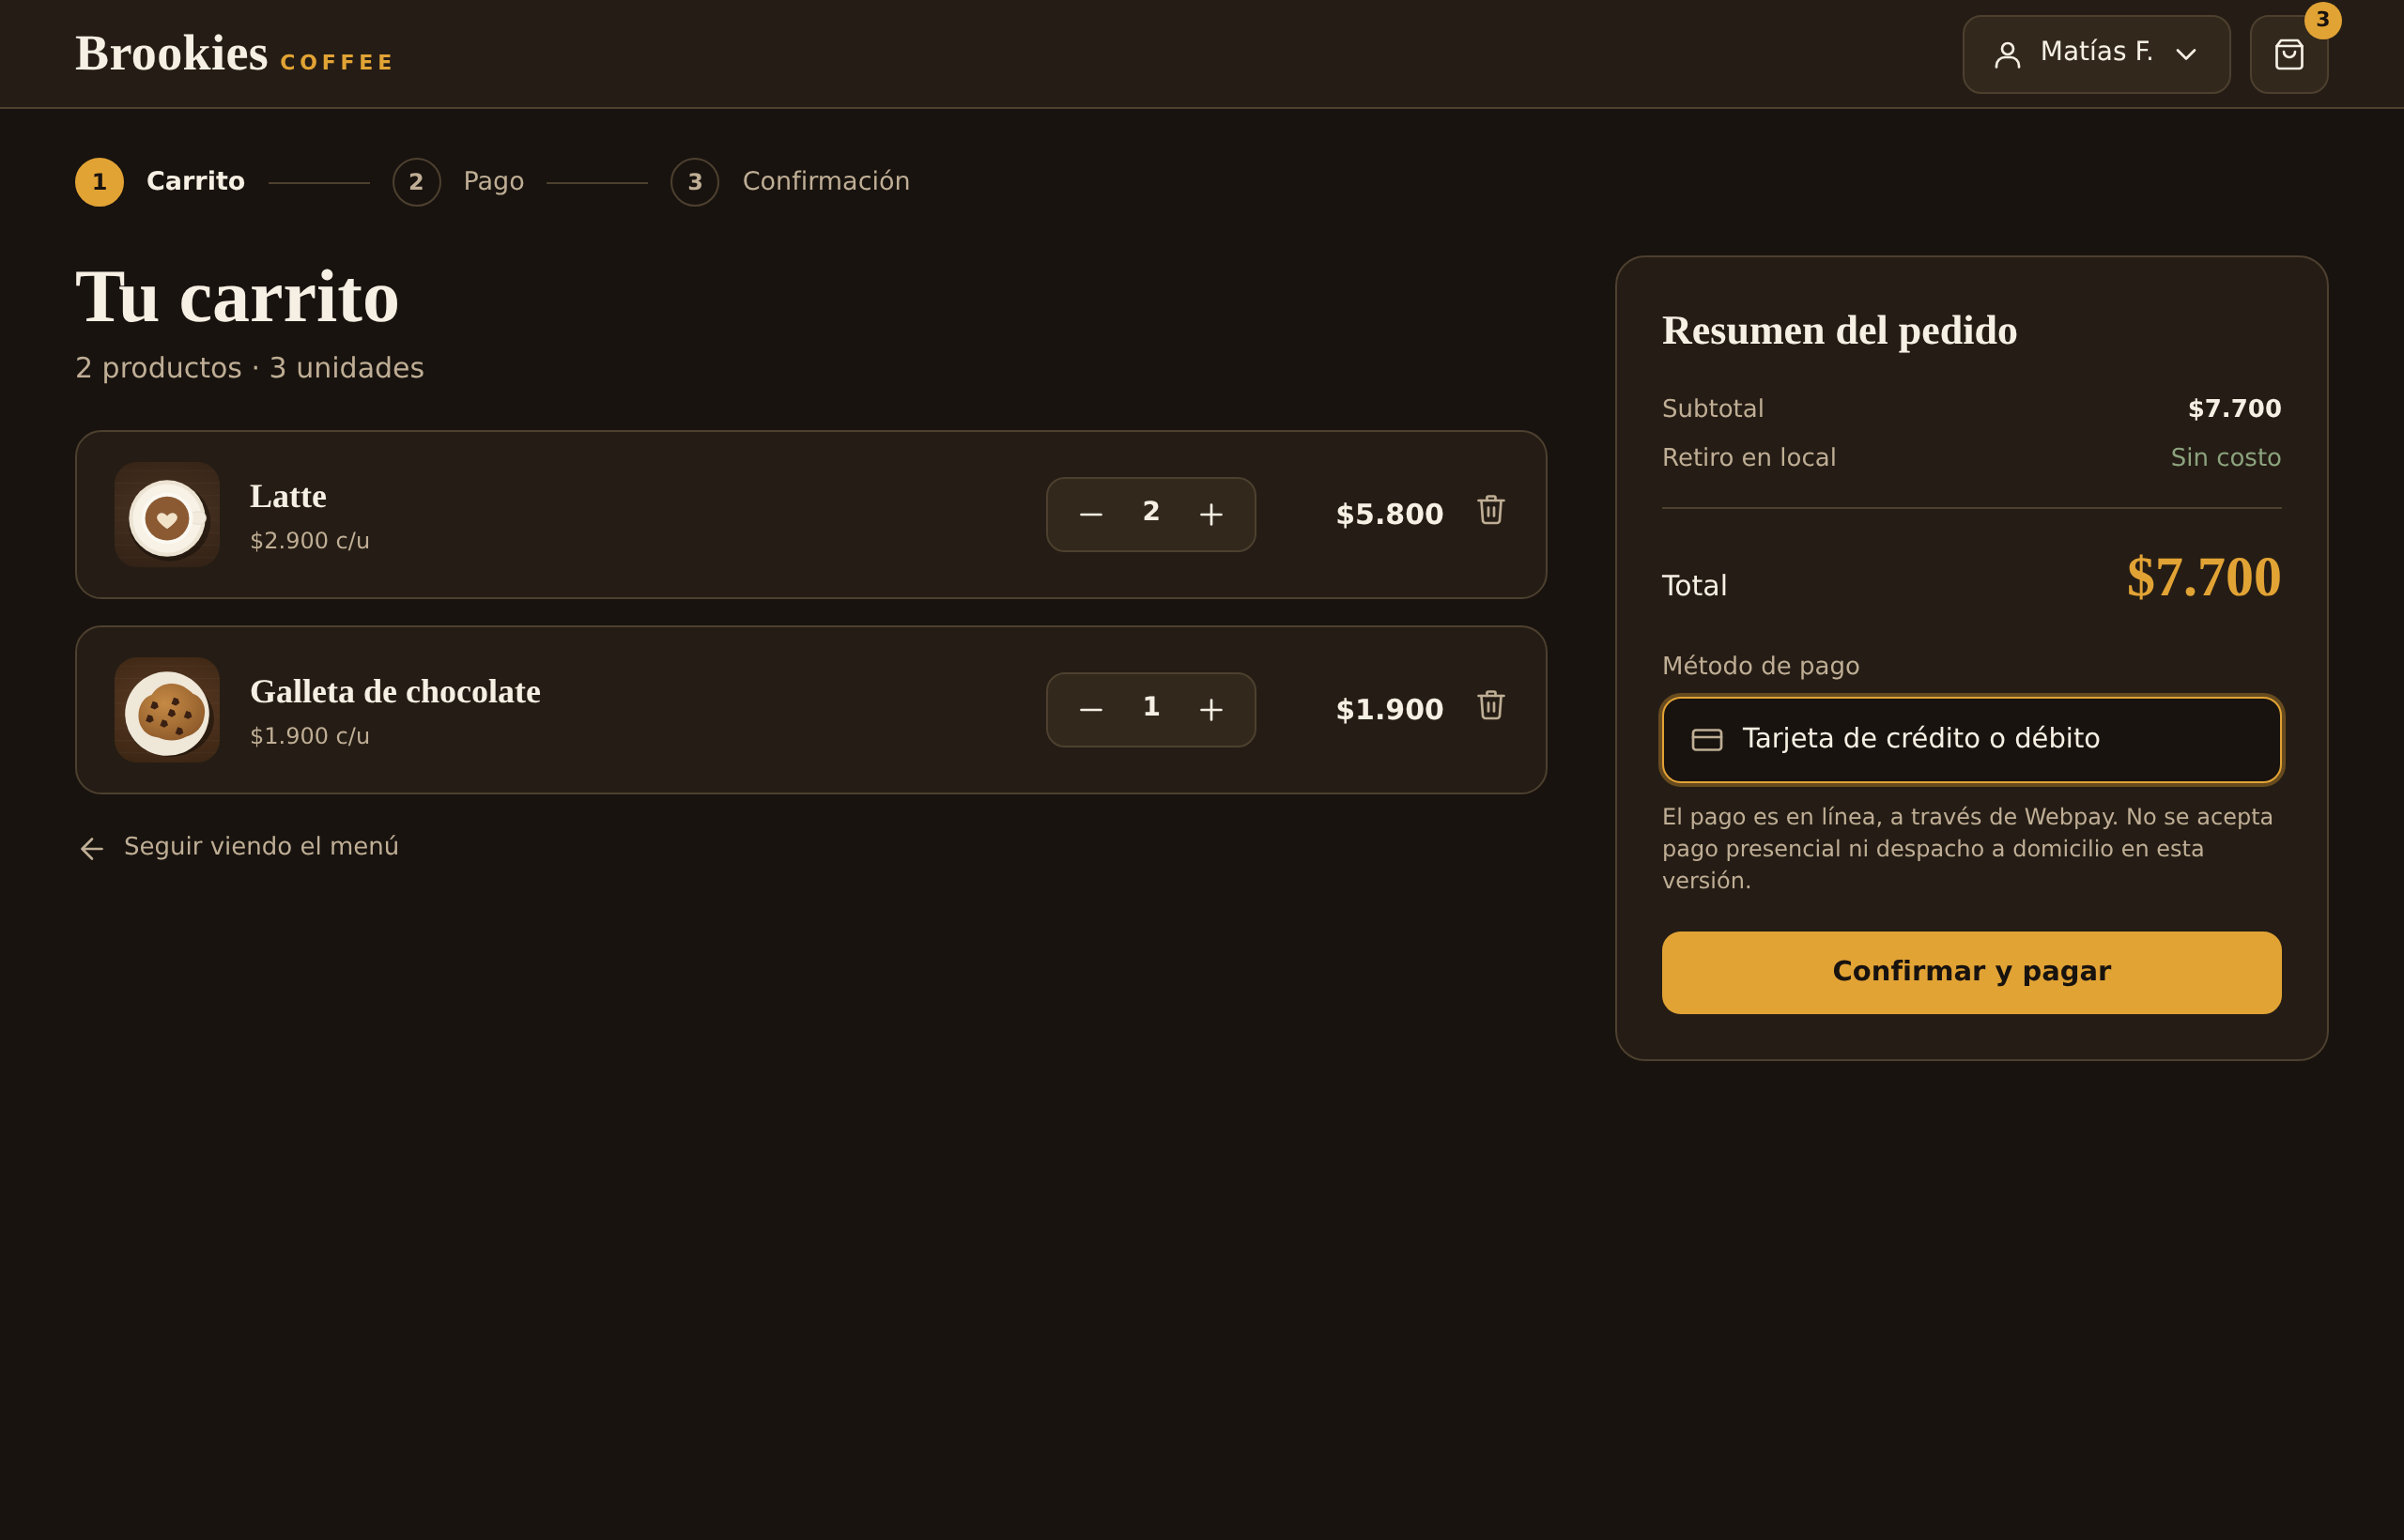 Brookies COFFEE
Matías F.
3
1 Carrito
2 Pago
3 Confirmación
Tu carrito
2 productos · 3 unidades
Latte
$2.900 c/u
2
$5.800
Galleta de chocolate
$1.900 c/u
1
$1.900
Seguir viendo el menú
Resumen del pedido
Subtotal $7.700
Retiro en local Sin costo
Total $7.700
Método de pago
Tarjeta de crédito o débito
El pago es en línea, a través de Webpay. No se acepta
pago presencial ni despacho a domicilio en esta
versión.
Confirmar y pagar